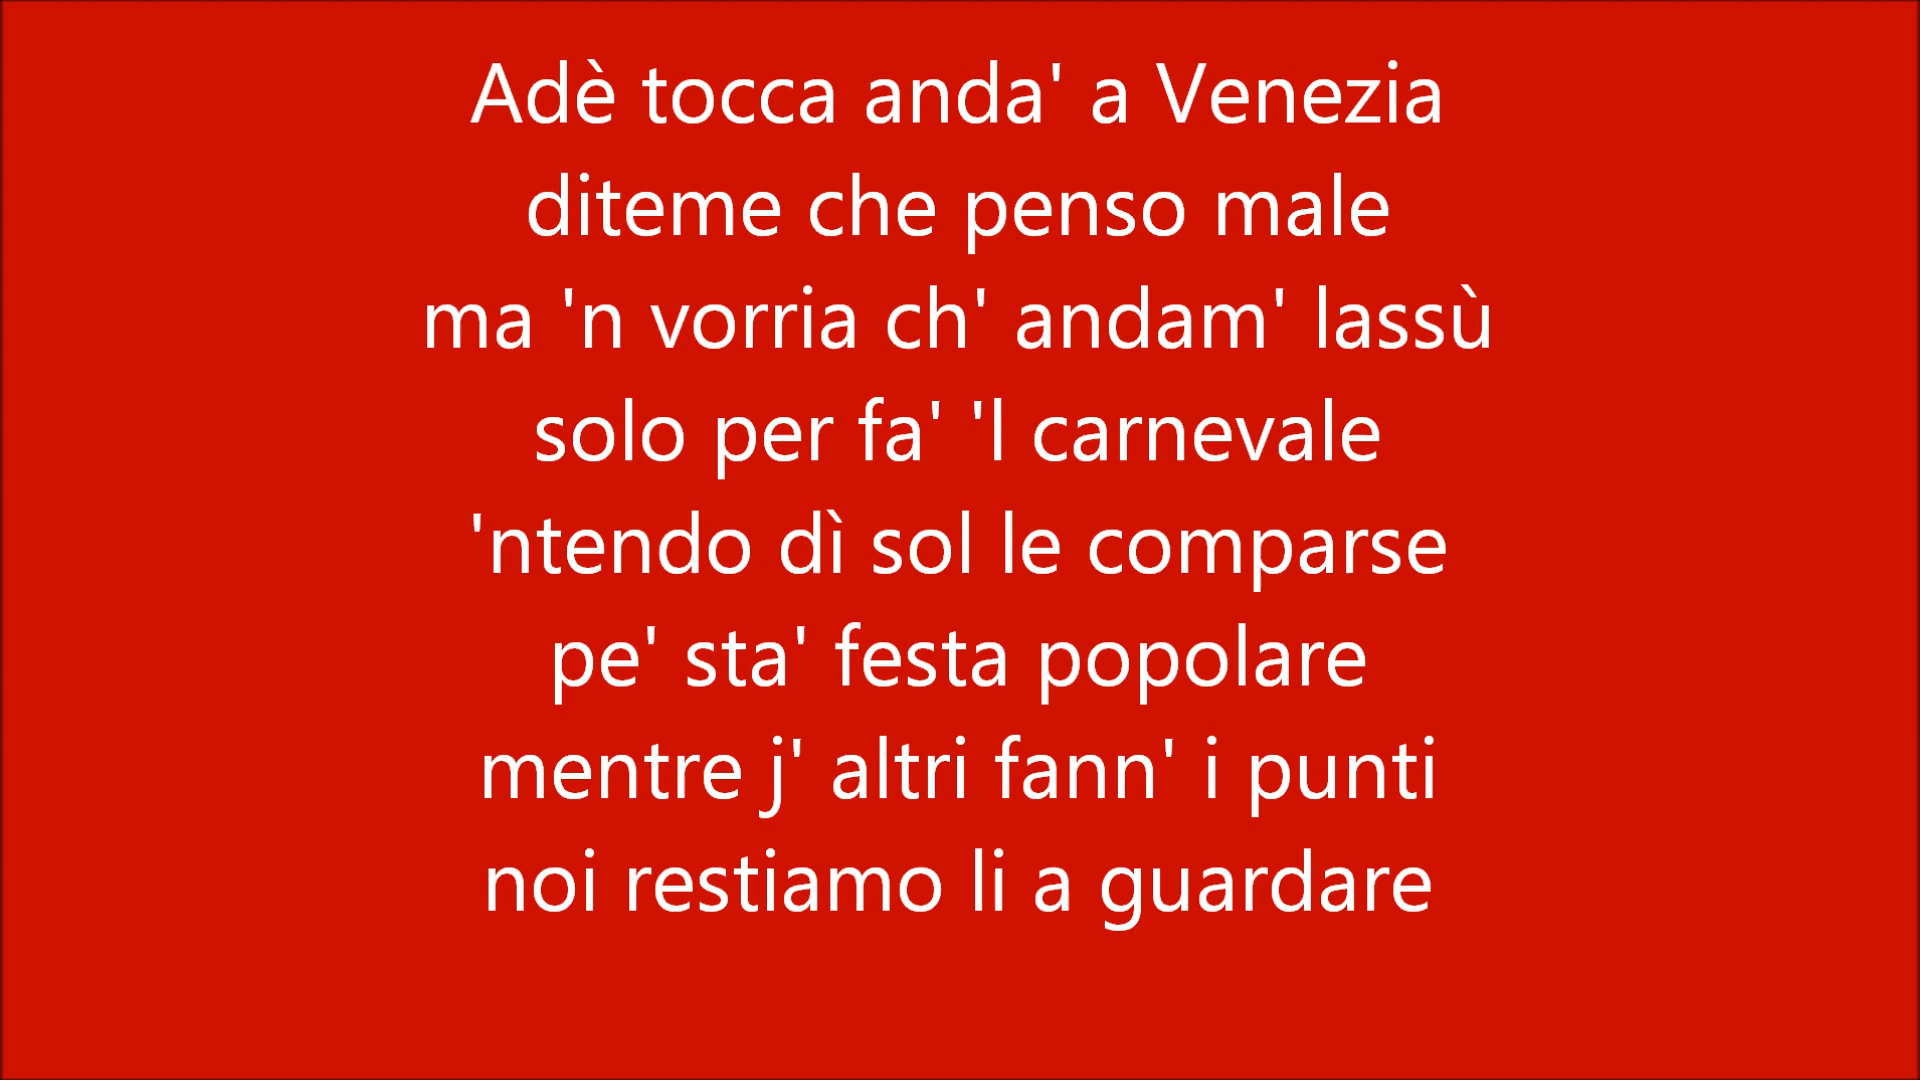 Adè tocca anda' a Venezia
diteme che penso male
ma 'n vorria ch' andam' lassù
solo per fa' 'l carnevale
'ntendo dì sol le comparse
pe' sta' festa popolare
mentre j' altri fann' i punti
noi restiamo li a guardare